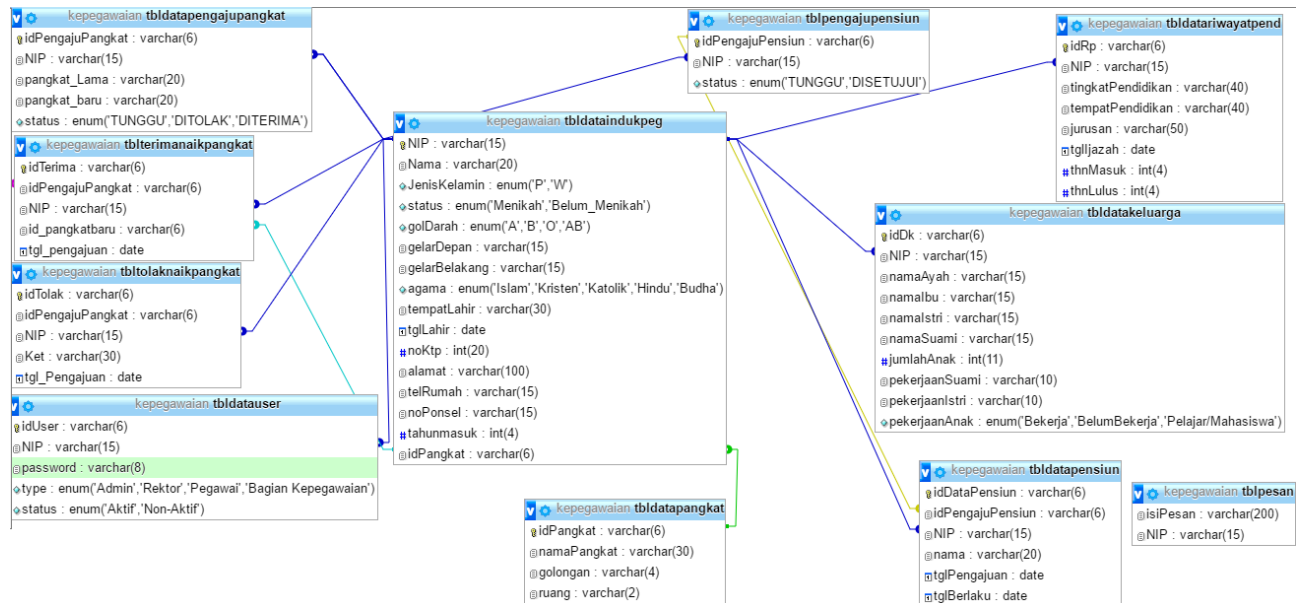 kepegawaian tbldatapengajupangkat
idPengajuPangkat : varchar(6)
NIP : varchar(15)
pangkat_Lama : varchar(20)
pangkat_baru : varchar(20)
status : enum('TUNGGU','DITOLAK','DITERIMA')
kepegawaian tblpengajupensiun
idPengajuPensiun : varchar(6)
NIP : varchar(15)
status : enum('TUNGGU','DISETUJUI')
kepegawaian tbldatariwayatpend
idRp : varchar(6)
NIP : varchar(15)
tingkatPendidikan : varchar(40)
tempatPendidikan : varchar(40)
jurusan : varchar(50)
tglIjazah : date
thnMasuk : int(4)
thnLulus : int(4)
kepegawaian tblterimanaikpangkat
idTerima : varchar(6)
idPengajuPangkat : varchar(6)
NIP : varchar(15)
id_pangkatbaru : varchar(6)
tgl_pengajuan : date
kepegawaian tbldataindukpeg
NIP : varchar(15)
Nama : varchar(20)
JenisKelamin : enum('P','W')
status : enum('Menikah','Belum_Menikah')
golDarah : enum('A','B','O','AB')
gelarDepan : varchar(15)
gelarBelakang : varchar(15)
agama : enum('Islam','Kristen','Katolik','Hindu','Budha')
tempatLahir : varchar(30)
tglLahir : date
noKtp : int(20)
alamat : varchar(100)
telRumah : varchar(15)
noPonsel : varchar(15)
tahunmasuk : int(4)
idPangkat : varchar(6)
kepegawaian tbldatakeluarga
idDk : varchar(6)
NIP : varchar(15)
namaAyah : varchar(15)
namaIbu : varchar(15)
namaIstri : varchar(15)
namaSuami : varchar(15)
jumlahAnak : int(11)
pekerjaanSuami : varchar(10)
pekerjaanIstri : varchar(10)
pekerjaanAnak : enum('Bekerja','BelumBekerja','Pelajar/Mahasiswa')
kepegawaian tbltolaknaikpangkat
idTolak : varchar(6)
idPengajuPangkat : varchar(6)
NIP : varchar(15)
Ket : varchar(30)
tgl_Pengajuan : date
kepegawaian tbldatauser
idUser : varchar(6)
NIP : varchar(15)
password : varchar(8)
type : enum('Admin','Rektor','Pegawai','Bagian Kepegawaian')
status : enum('Aktif','Non-Aktif')
kepegawaian tbldatapangkat
idPangkat : varchar(6)
namaPangkat : varchar(30)
golongan : varchar(4)
ruang : varchar(2)
kepegawaian tbldatapensiun
idDataPensiun : varchar(6)
idPengajuPensiun : varchar(6)
NIP : varchar(15)
nama : varchar(20)
tglPengajuan : date
tglBerlaku : date
kepegawaian tblpesan
isiPesan : varchar(200)
NIP : varchar(15)